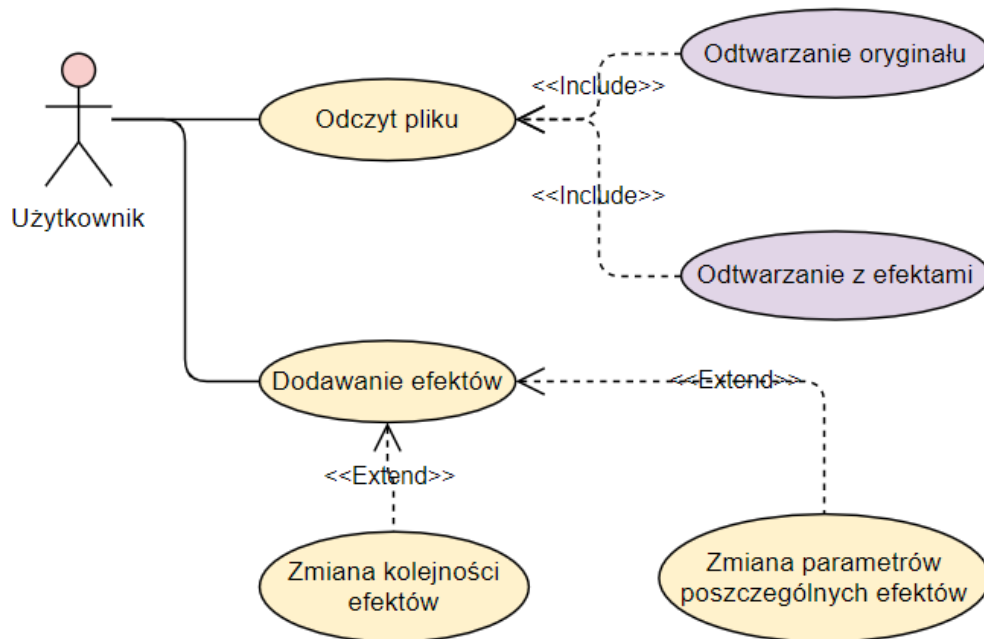 Odtwarzanie oryginału
<<Include>>
Odczyt pliku
<<Include>>
Użytkownik
Odtwarzanie z efektami
Dodawanie efektów
<<Extend>>
<<Extend>>
Zmiana kolejności
efektów
Zmiana parametrów
poszczególnych efektów